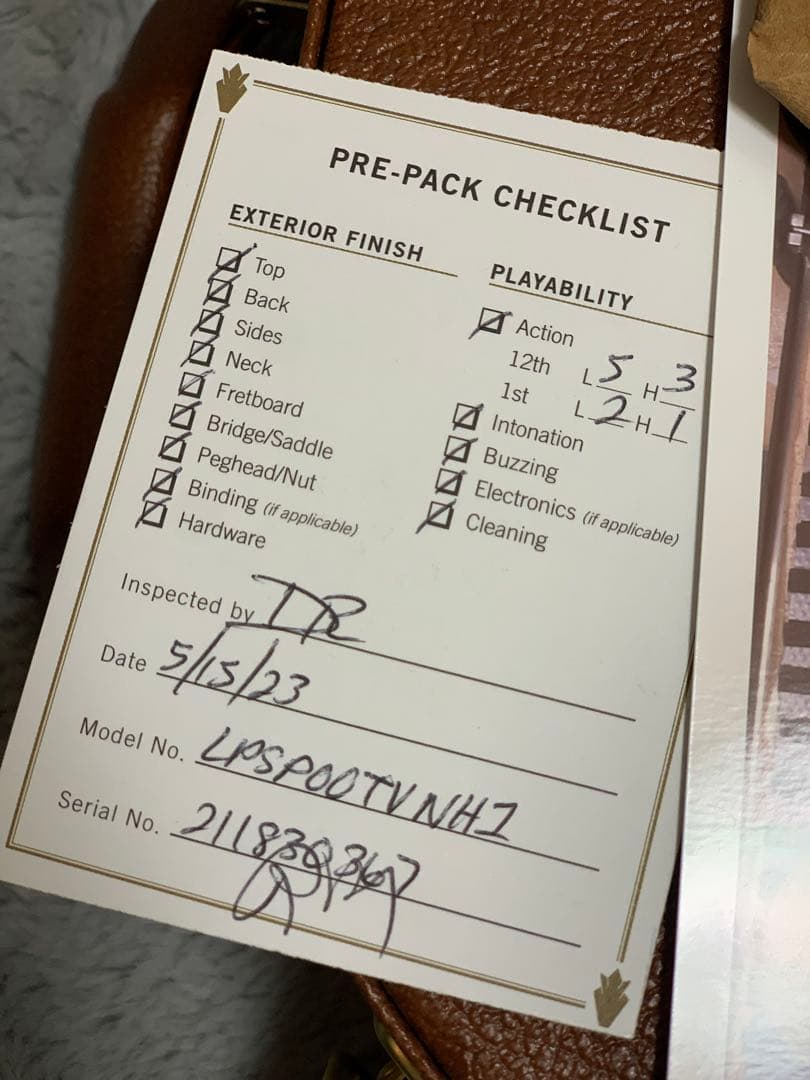 PRE-PACK CHECKLIST
EXTERIOR FINISH
Top
Back
Sides
Neck
Fretboard
Bridge/Saddle
Peghead/Nut
Binding (if applicable)
Hardware
PLAYABILITY
Action
12th L 5 H 3
1st L 2 H 1
Intonation
Buzzing
Electronics (if applicable)
Cleaning
Inspected by DR
Date 5/15/23
Model No. LPSP00TVNH1
Serial No. 211830367